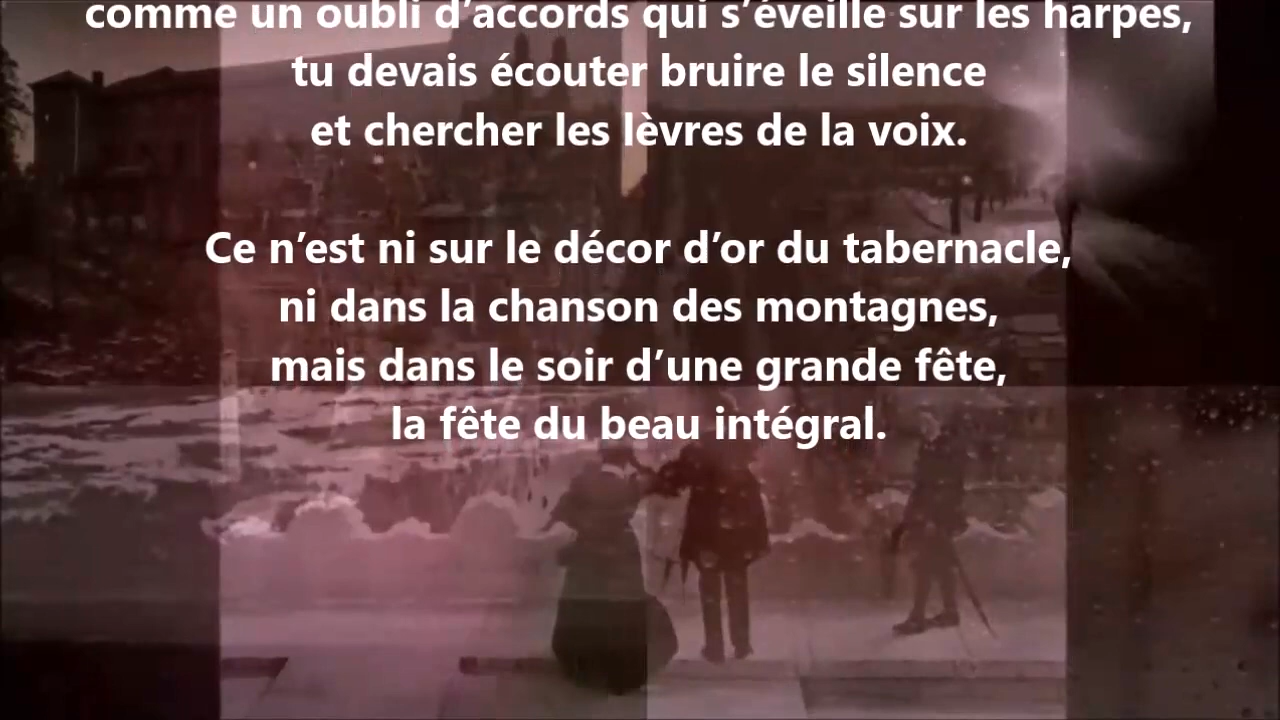 comme un oubli d’accords qui s’éveille sur les harpes,
tu devais écouter bruire le silence
et chercher les lèvres de la voix.
Ce n’est ni sur le décor d’or du tabernacle,
ni dans la chanson des montagnes,
mais dans le soir d’une grande fête,
la fête du beau intégral.